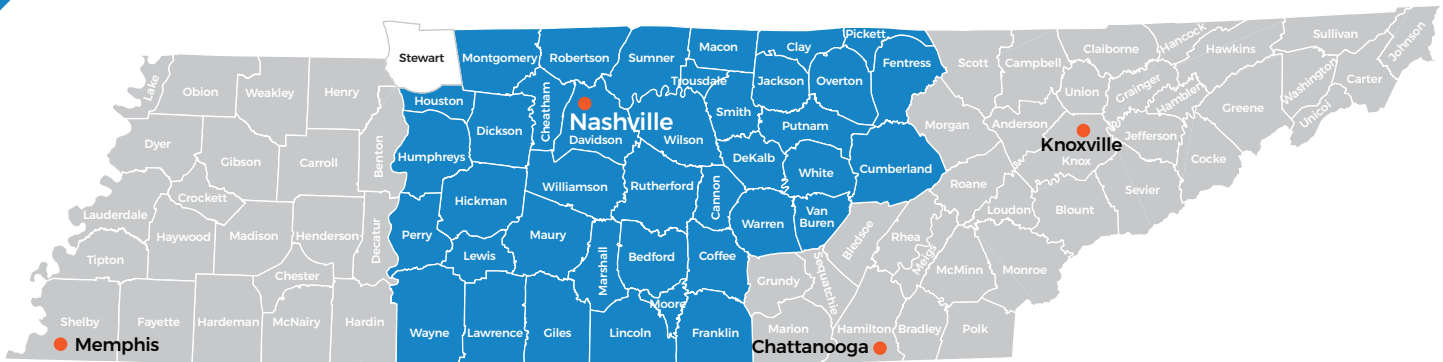 Stewart
Montgomery
Robertson
Sumner
Macon
Clay
Pickett
Fentress
Scott
Campbell
Claiborne
Hancock
Hawkins
Sullivan
Johnson
Lake
Obion
Weakley
Henry
Houston
Dickson
Cheatham
Nashville
Davidson
Wilson
Trousdale
Smith
Jackson
Overton
Putnam
Morgan
Anderson
Union
Grainger
Hamblen
Greene
Washington
Unicoi
Carter
Dyer
Gibson
Carroll
Benton
Humphreys
Hickman
Williamson
Rutherford
Cannon
DeKalb
White
Cumberland
Roane
Knoxville
Knox
Jefferson
Cocke
Sevier
Blount
Loudon
Crockett
Lauderdale
Haywood
Madison
Henderson
Decatur
Perry
Lewis
Maury
Marshall
Bedford
Coffee
Warren
Van
Buren
Bledsoe
Rhea
Meigs
McMinn
Monroe
Tipton
Chester
Grundy
Sequatchie
Shelby
Fayette
Hardeman
McNairy
Hardin
Wayne
Lawrence
Giles
Lincoln
Moore
Franklin
Marion
Hamilton
Bradley
Polk
Memphis
Chattanooga